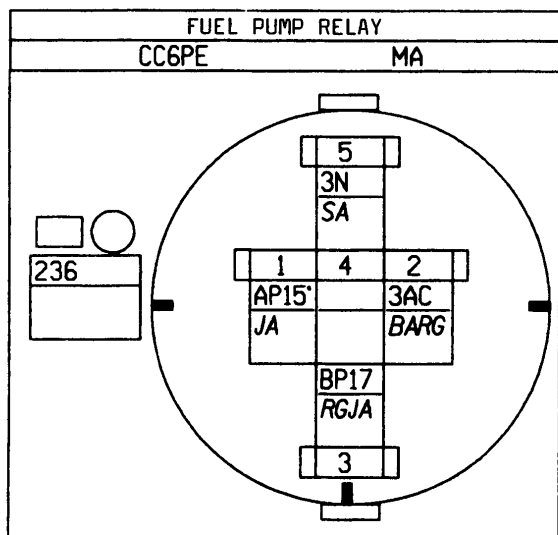 FUEL PUMP RELAY
CC6PE MA
5
3N
SA
236
1 4 2
AP15' 3AC
JA BARG
BP17
RGJA
3